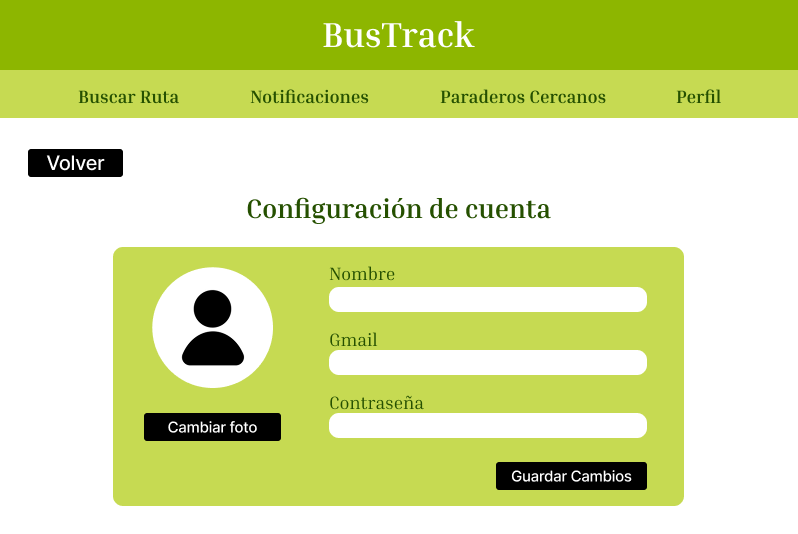 BusTrack
Buscar Ruta Notificaciones Paraderos Cercanos Perfil
Volver
Configuración de cuenta
Nombre
Gmail
Contraseña
Cambiar foto
Guardar Cambios